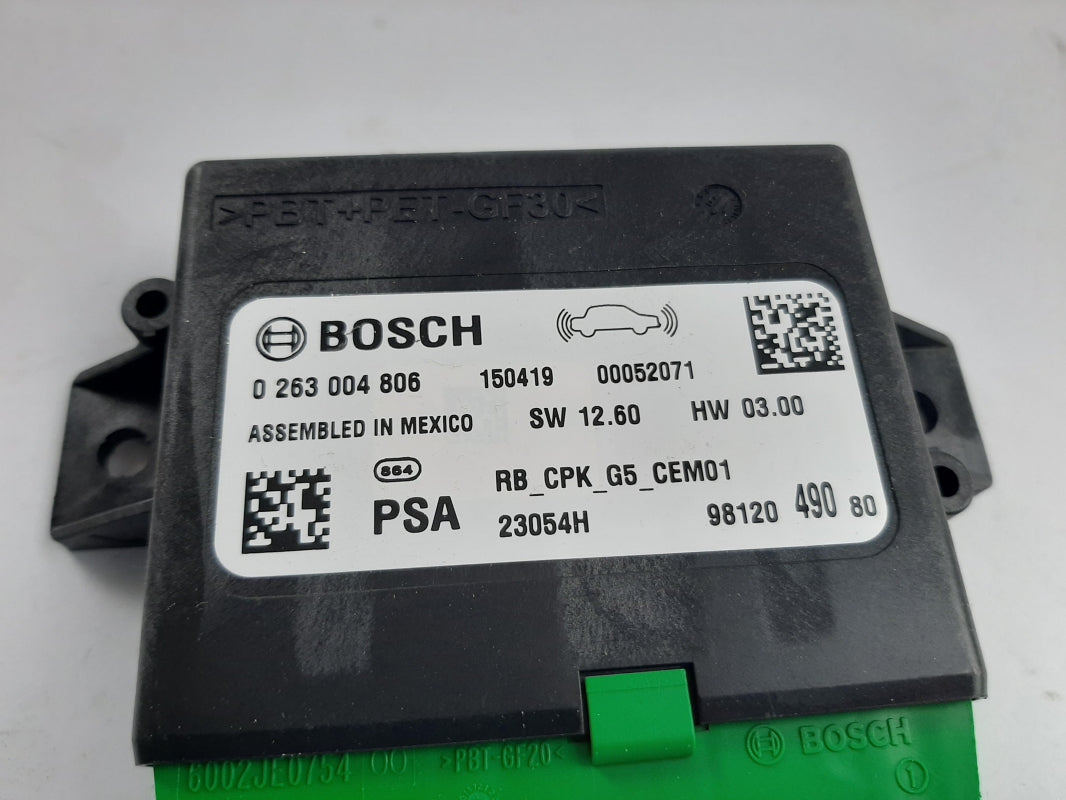 >PBT+PET-GF30<
BOSCH
0 263 004 806 150419 00052071
ASSEMBLED IN MEXICO SW 12.60 HW 03.00
864 RB_CPK_G5_CEM01
PSA 23054H 98120 490 80
6002JE0754 00 >PBT-GF20< BOSCH
1